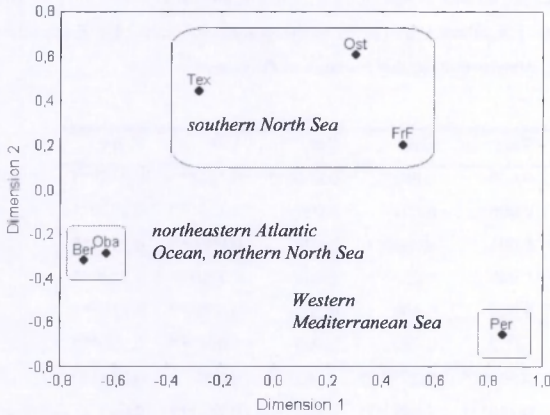 0,8
0,6
0,4
0,2
0,0
-0,2
-0,4
-0,6
-0,8
Dimension 2
Ost
Tex
southern North Sea
FrF
Ber
Oba
northeastern Atlantic
Ocean, northern North Sea
Western
Mediterranean Sea
Per
-0,8 -0,6 -0,4 -0,2 0,0 0,2 0,4 0,6 0,8 1,0
Dimension 1